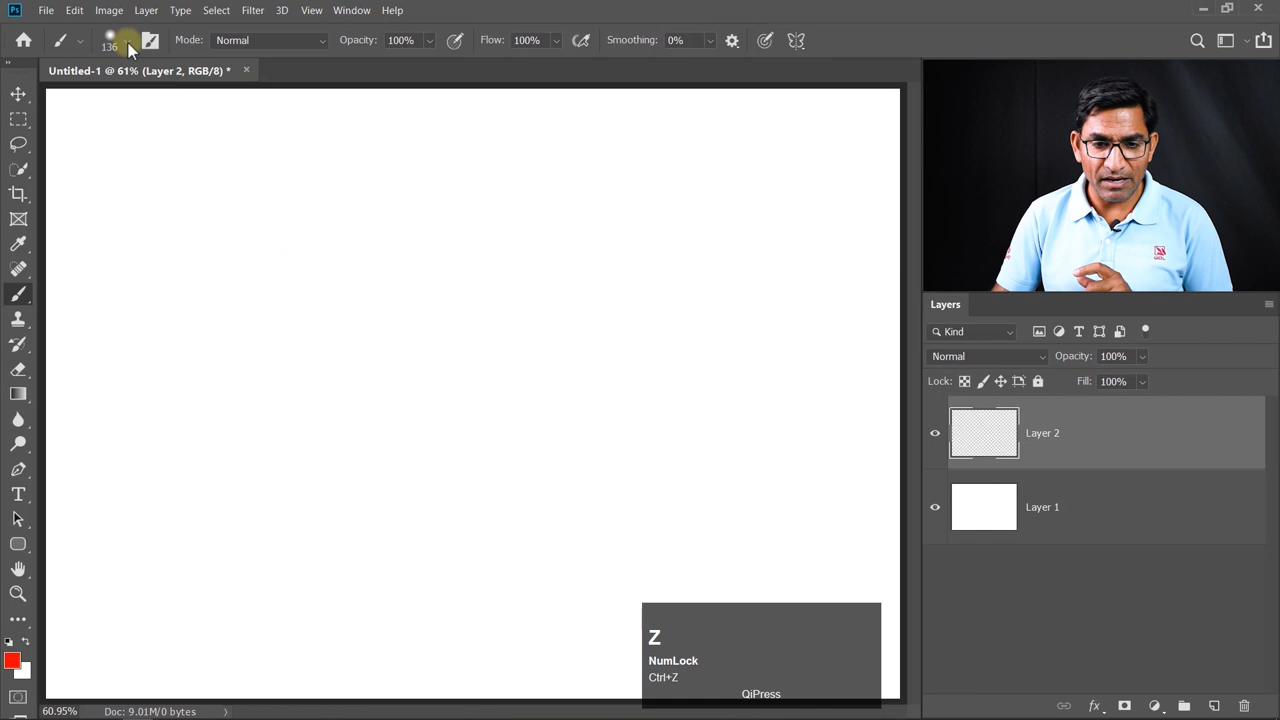 Ps File Edit Image Layer Type Select Filter 3D View Window Help
136 Mode: Normal Opacity: 100% Flow: 100% Smoothing: 0%
Untitled-1 @ 61% (Layer 2, RGB/8) *
Layers
Kind
Normal Opacity: 100%
Lock: Fill: 100%
Layer 2
Layer 1
Z
NumLock
Ctrl+Z
QiPress
60.95% Doc: 9.01M/0 bytes
fx